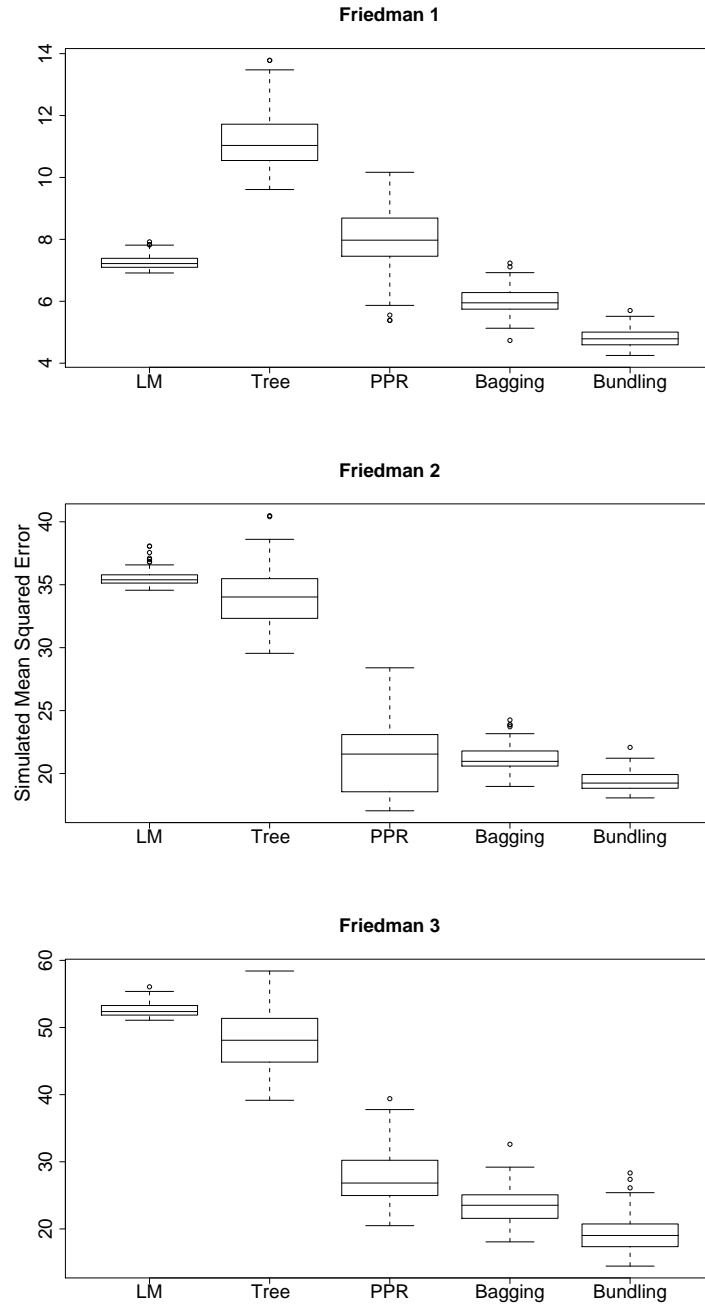 Friedman 1
14
12
10
8
6
4
LM Tree PPR Bagging Bundling
Friedman 2
Simulated Mean Squared Error
40
35
30
25
20
LM Tree PPR Bagging Bundling
Friedman 3
60
50
40
30
20
LM Tree PPR Bagging Bundling